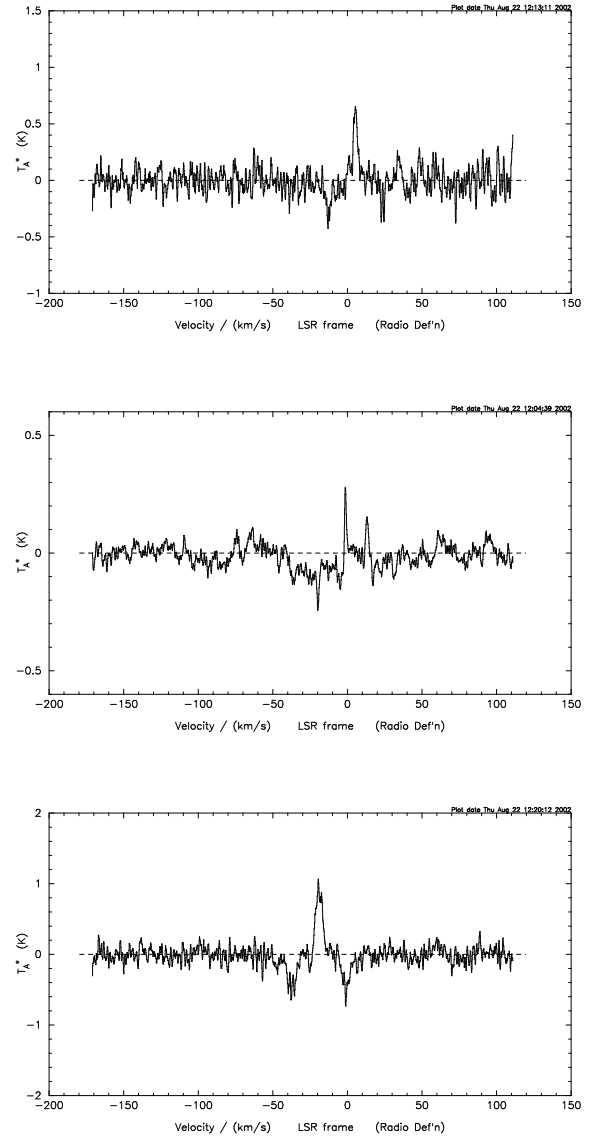 Plot date Thu Aug 22 12:13:11 2002
1.5
1
0.5
0
−0.5
−1
T_A* (K)
−200 −150 −100 −50 0 50 100 150
Velocity / (km/s) LSR frame (Radio Def'n)
Plot date Thu Aug 22 12:04:39 2002
0.5
0
−0.5
T_A* (K)
−200 −150 −100 −50 0 50 100 150
Velocity / (km/s) LSR frame (Radio Def'n)
Plot date Thu Aug 22 12:20:12 2002
2
1
0
−1
−2
T_A* (K)
−200 −150 −100 −50 0 50 100 150
Velocity / (km/s) LSR frame (Radio Def'n)